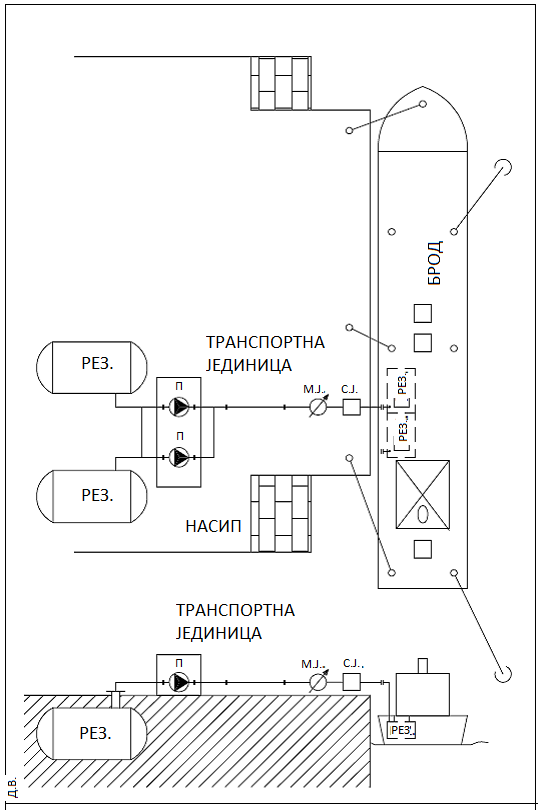 БРОД
ТРАНСПОРТНА
ЈЕДИНИЦА
РЕЗ.
П
М.Ј.
С.Ј.
РЕЗ.
П
РЕЗ.
РЕЗ.
НАСИП
ТРАНСПОРТНА
ЈЕДИНИЦА
П
М.Ј.
С.Ј.
РЕЗ.
РЕЗ.
Д.В.